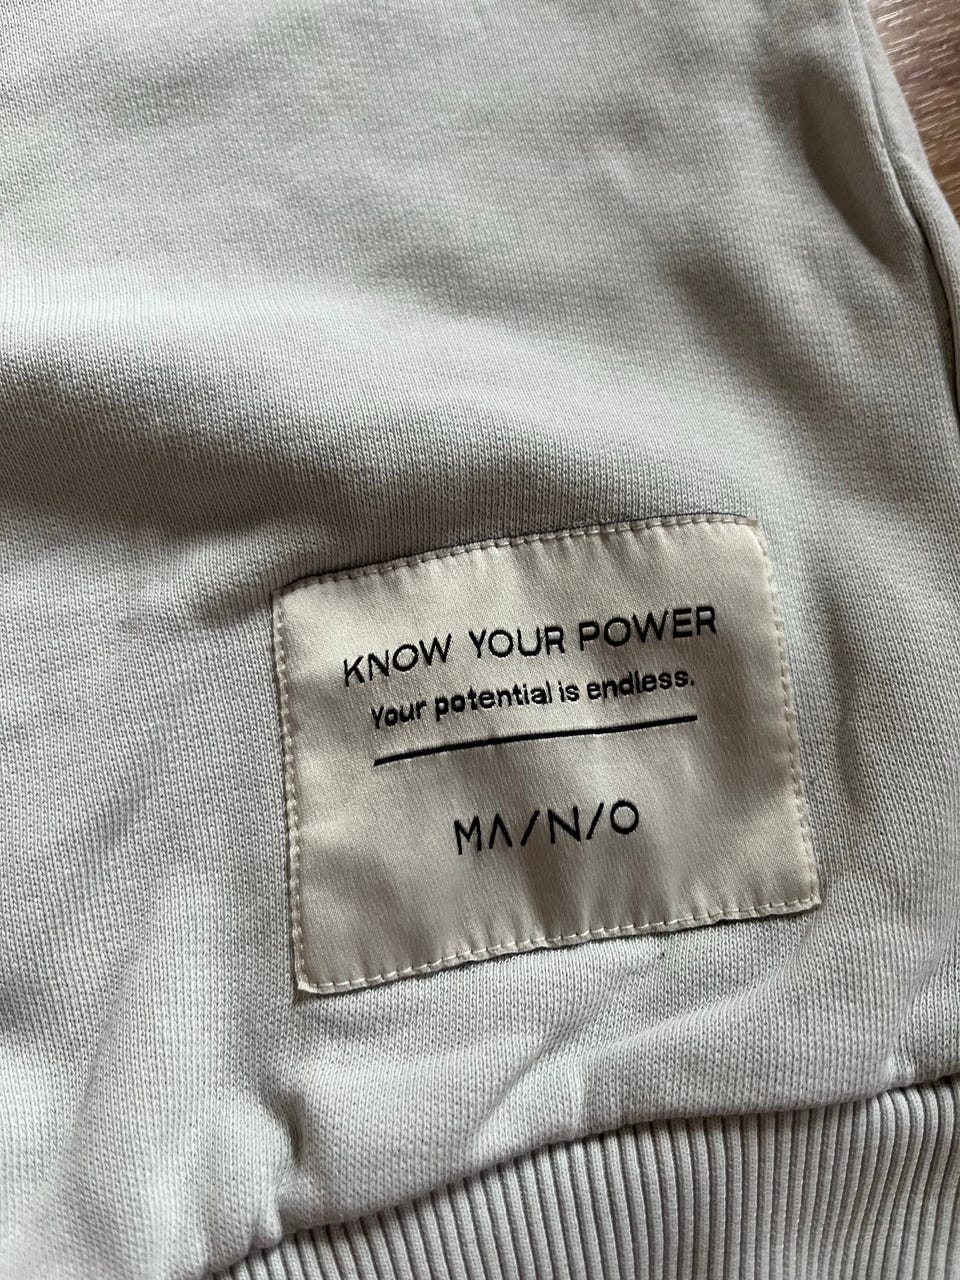 KNOW YOUR POWER
Your potential is endless.
MA/N/O